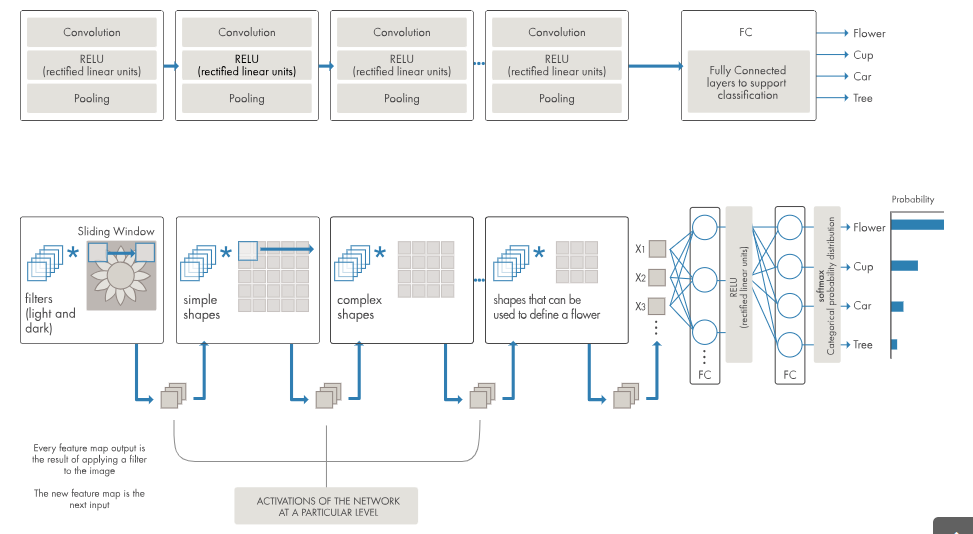 Convolution
RELU
(rectified linear units)
Pooling
Convolution
RELU
(rectified linear units)
Pooling
Convolution
RELU
(rectified linear units)
Pooling
Convolution
RELU
(rectified linear units)
Pooling
FC
Fully Connected
layers to support
classification
Flower
Cup
Car
Tree
Sliding Window
*
filters
(light and
dark)
*
simple
shapes
*
complex
shapes
*
shapes that can be
used to define a flower
X1
X2
X3
FC
RELU
(rectified linear units)
FC
softmax
Categorical probability distribution
Probability
Flower
Cup
Car
Tree
Every feature map output is
the result of applying a filter
to the image
The new feature map is the
next input
ACTIVATIONS OF THE NETWORK
AT A PARTICULAR LEVEL